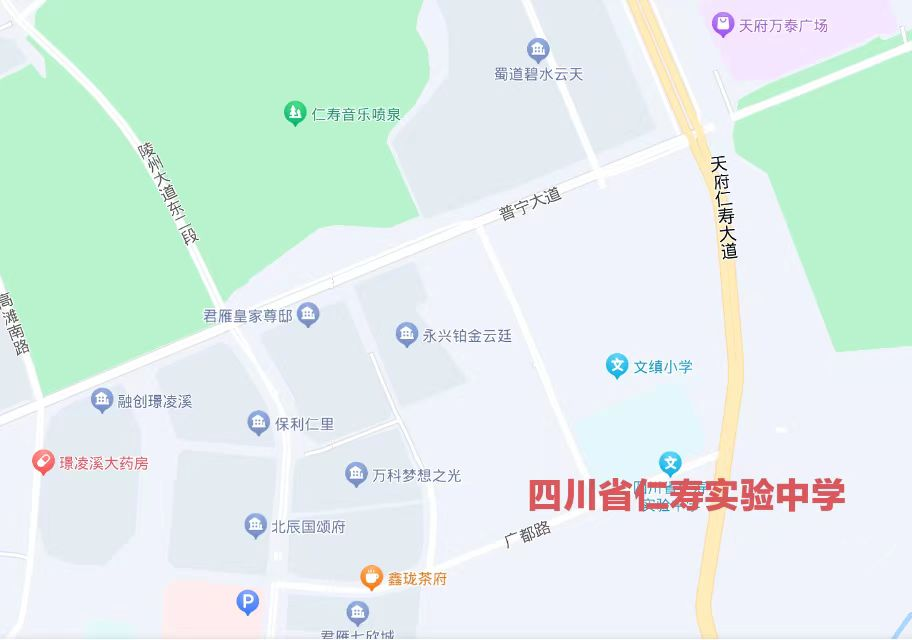 天府万泰广场
蜀道碧水云天
仁寿音乐喷泉
陵州大道东二段
天府仁寿大道
普宁大道
高滩南路
君雁皇家尊邸
永兴铂金云廷
文缜小学
融创璟凌溪
保利仁里
璟凌溪大药房
万科梦想之光
四川省仁寿实验中学
北辰国颂府
广都路
鑫珑茶府
P
君雁七欣城